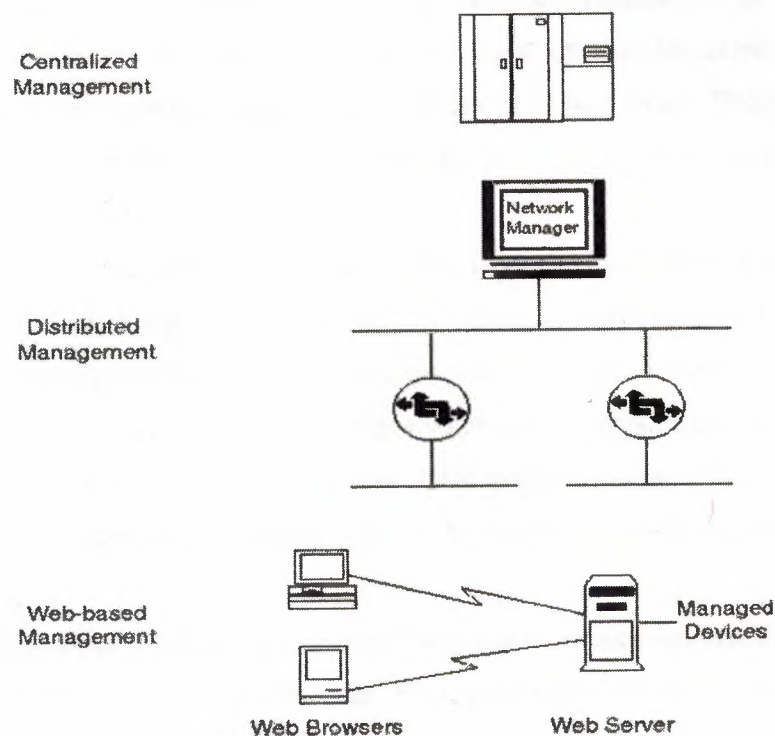 Centralized
Management
Network
Manager
Distributed
Management
Web-based
Management
Managed
Devices
Web Browsers
Web Server